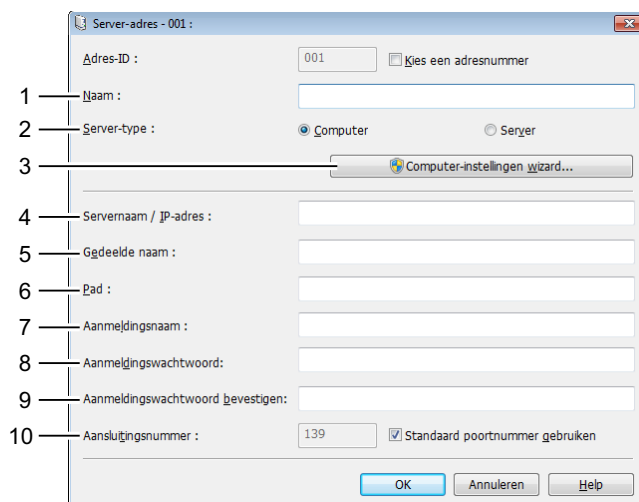 Server-adres - 001 :
Adres-ID : 001 Kies een adresnummer
1 Naam :
2 Server-type : Computer Server
3 Computer-instellingen wizard...
4 Servernaam / IP-adres :
5 Gedeelde naam :
6 Pad :
7 Aanmeldingsnaam :
8 Aanmeldingswachtwoord:
9 Aanmeldingswachtwoord bevestigen:
10 Aansluitingsnummer : 139 Standaard poortnummer gebruiken
OK Annuleren Help